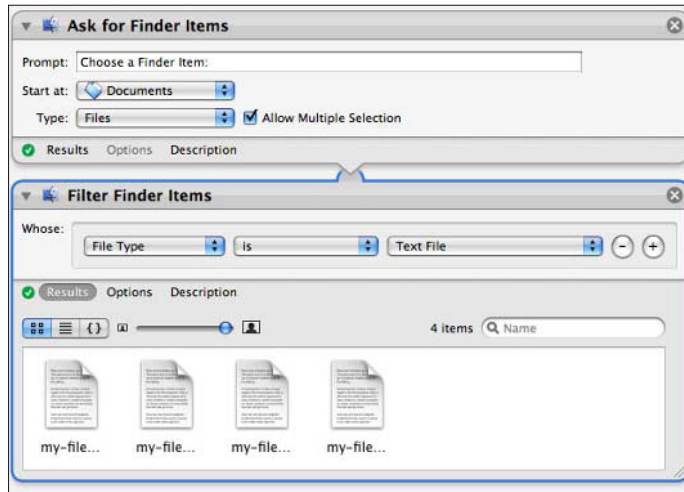 Ask for Finder Items
Prompt: Choose a Finder Item:
Start at: Documents
Type: Files Allow Multiple Selection
Results Options Description
Filter Finder Items
Whose:
File Type is Text File
Results Options Description
4 items Name
my-file... my-file... my-file... my-file...